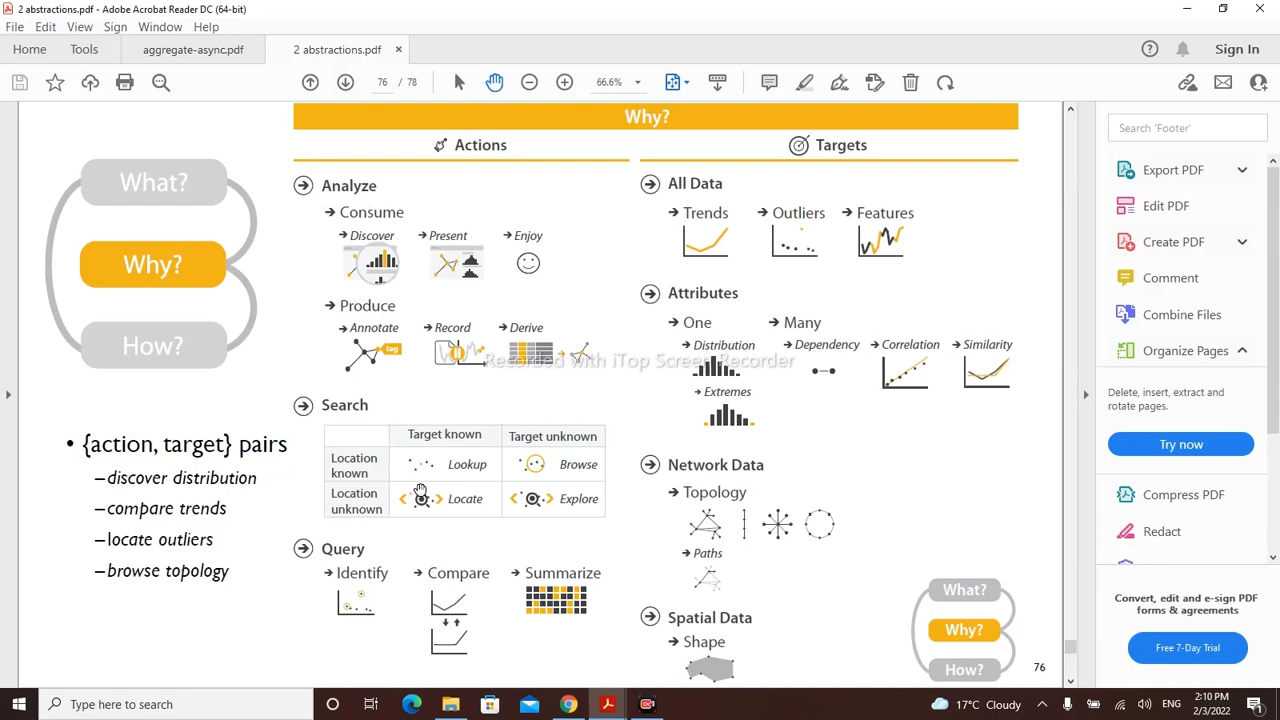 2 abstractions.pdf - Adobe Acrobat Reader DC (64-bit)
File Edit View Sign Window Help
Home Tools aggregate-async.pdf 2 abstractions.pdf × Sign In
76 / 78 66.6%
Why?
Actions
Targets
What?
Why?
How?
• {action, target} pairs
–discover distribution
–compare trends
–locate outliers
–browse topology
Analyze
Consume
Discover Present Enjoy
Produce
Annotate Record Derive
tag
Search
Target known Target unknown
Location known Lookup Browse
Location unknown Locate Explore
Query
Identify Compare Summarize
All Data
Trends Outliers Features
Attributes
One Many
Distribution Dependency Correlation Similarity
Extremes
Network Data
Topology
Paths
Spatial Data
Shape
What?
Why?
How?
76
Recorded with iTop Screen Recorder
Search 'Footer'
Export PDF
Edit PDF
Create PDF
Comment
Combine Files
Organize Pages
Delete, insert, extract and
rotate pages.
Try now
Compress PDF
Redact
Convert, edit and e-sign PDF
forms & agreements
Free 7-Day Trial
Type here to search
17°C Cloudy
2:10 PM
2/3/2022